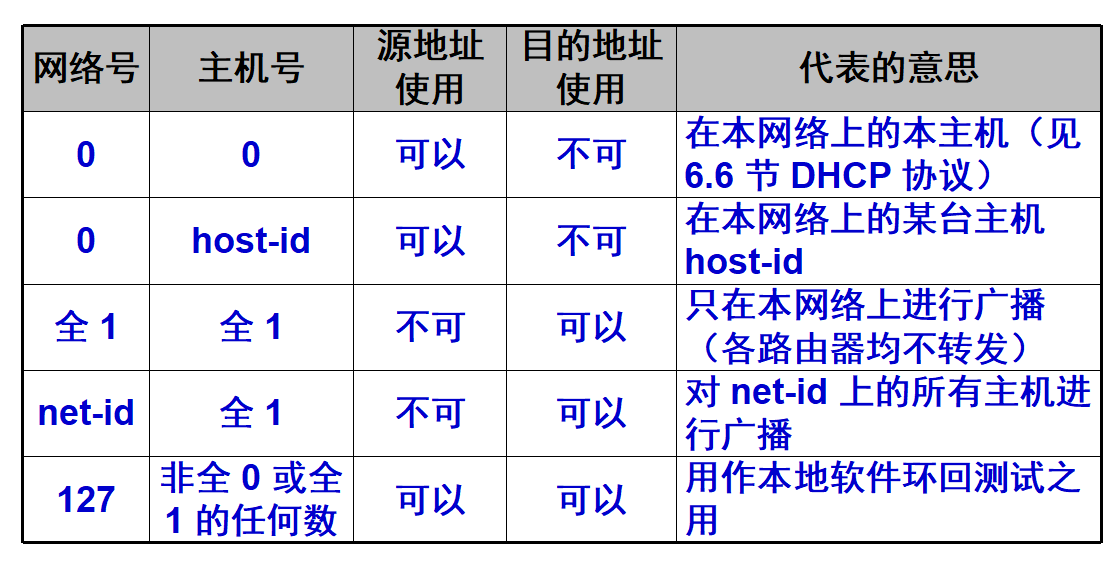 网络号 主机号 源地址使用 目的地址使用 代表的意思
0 0 可以 不可 在本网络上的本主机（见
6.6 节 DHCP 协议）
0 host-id 可以 不可 在本网络上的某台主机
host-id
全 1 全 1 不可 可以 只在本网络上进行广播
（各路由器均不转发）
net-id 全 1 不可 可以 对 net-id 上的所有主机进
行广播
127 非全 0 或全 1 的任何数 可以 可以 用作本地软件环回测试之
用